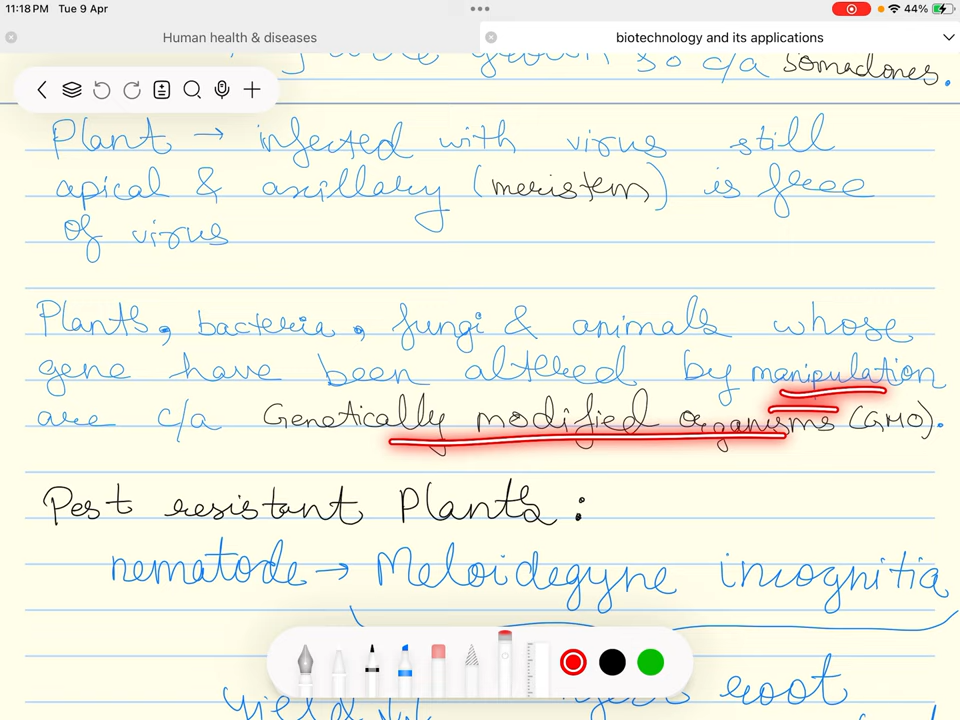 11:18 PM Tue 9 Apr 44%
Human health & diseases
biotechnology and its applications
grown so c/a somaclones.
Plant → infected with virus still
apical & axillary (meristem) is free
of virus
Plants, bacteria, fungi & animals whose
gene have been altered by manipulation
are c/a Genetically modified organisms (GMO).
Pest resistant Plants:
nematode → Meloidegyne incognitia
root
yield